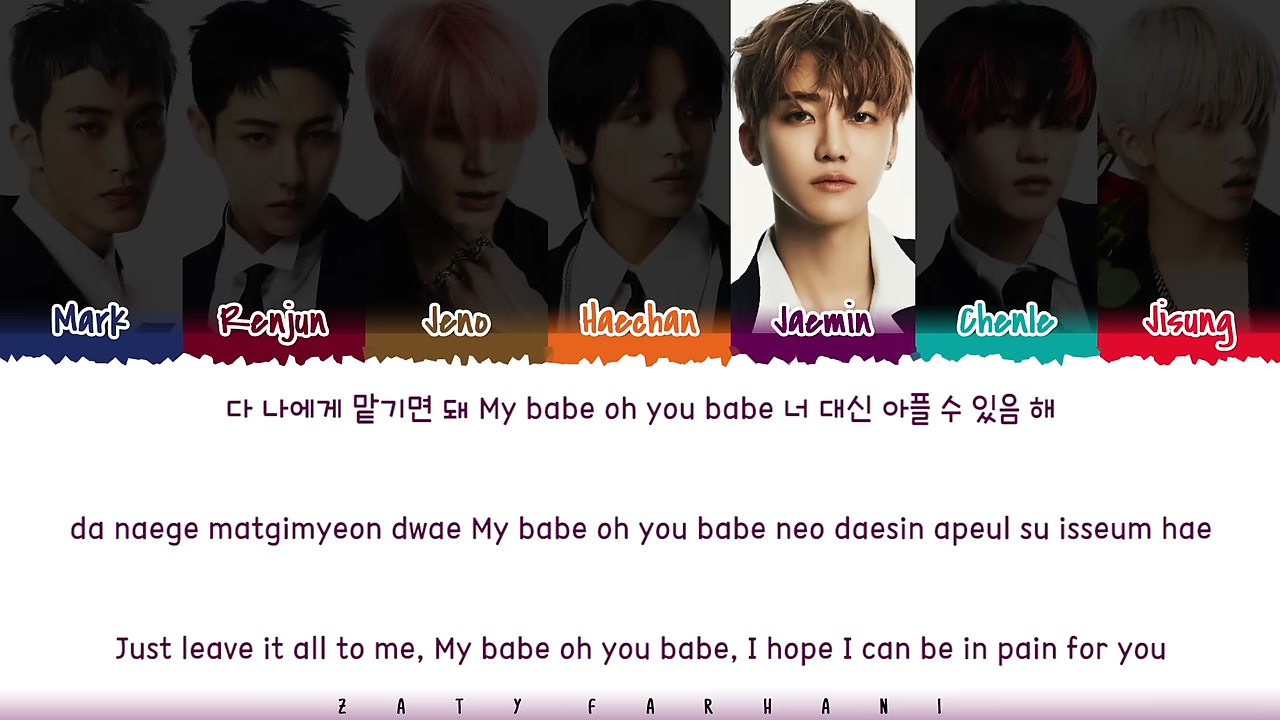 Mark Renjun Jeno Haechan Jaemin Chenle Jisung
다 나에게 맡기면 돼 My babe oh you babe 너 대신 아플 수 있음 해
da naege matgimyeon dwae My babe oh you babe neo daesin apeul su isseum hae
Just leave it all to me, My babe oh you babe, I hope I can be in pain for you
ZATY FARHANI